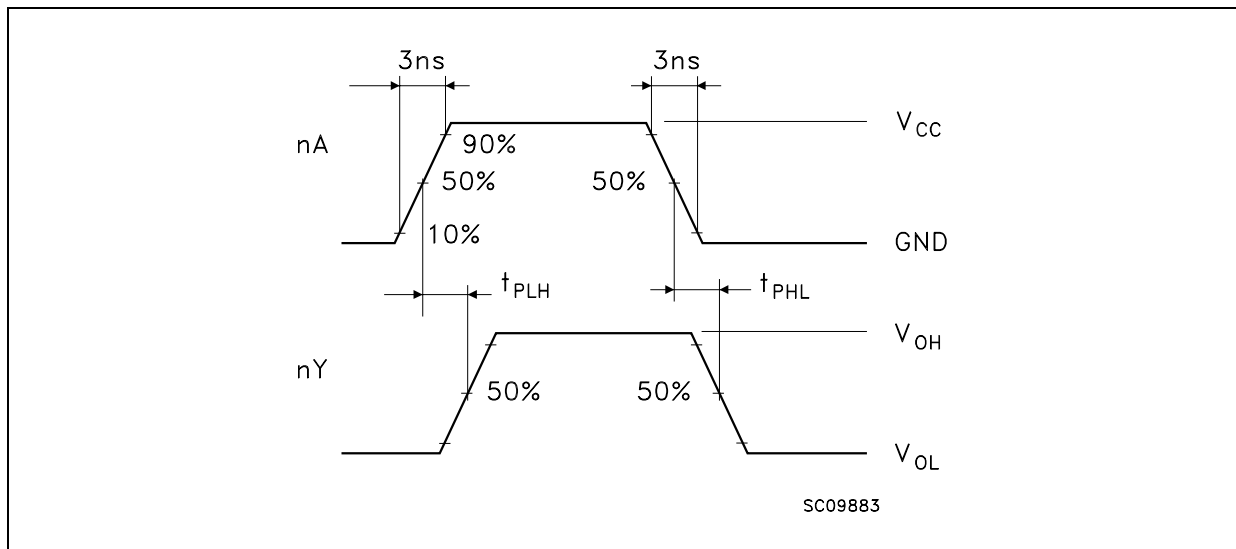 3ns 3ns
nA
V_CC
90%
50% 50%
10%
GND
t_PLH t_PHL
V_OH
nY
50% 50%
V_OL
SC09883